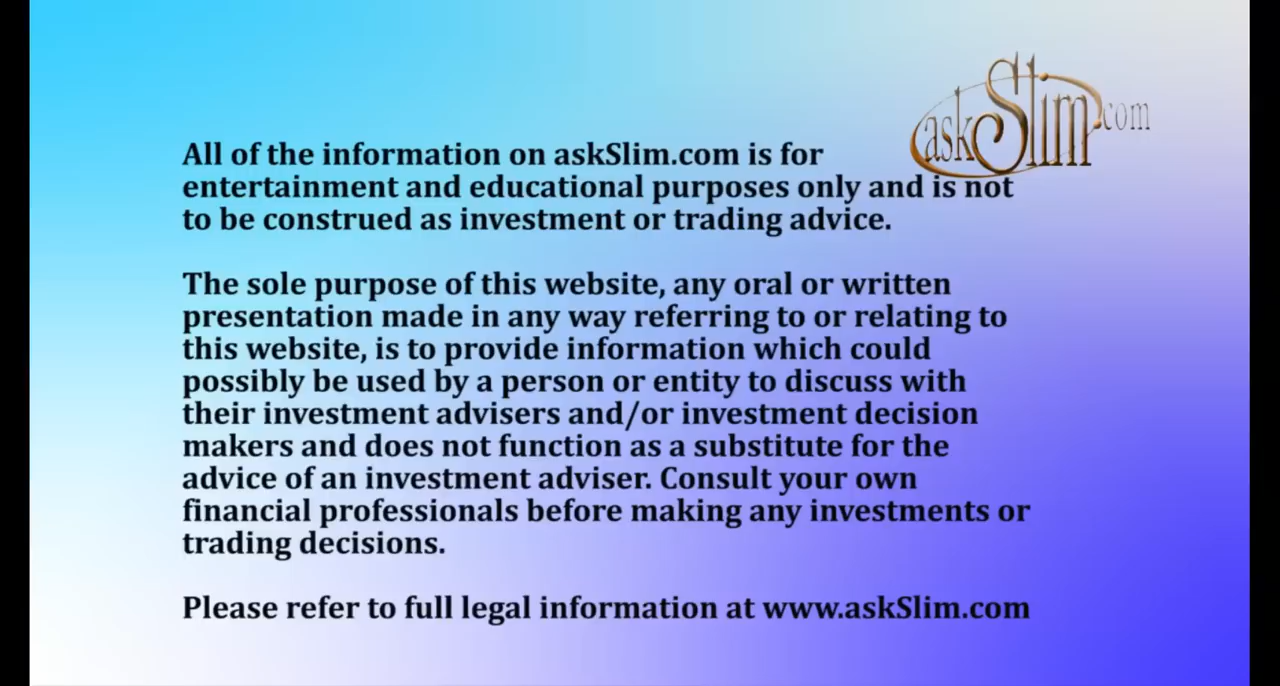 askSlim.com
All of the information on askSlim.com is for
entertainment and educational purposes only and is not
to be construed as investment or trading advice.
The sole purpose of this website, any oral or written
presentation made in any way referring to or relating to
this website, is to provide information which could
possibly be used by a person or entity to discuss with
their investment advisers and/or investment decision
makers and does not function as a substitute for the
advice of an investment adviser. Consult your own
financial professionals before making any investments or
trading decisions.
Please refer to full legal information at www.askSlim.com